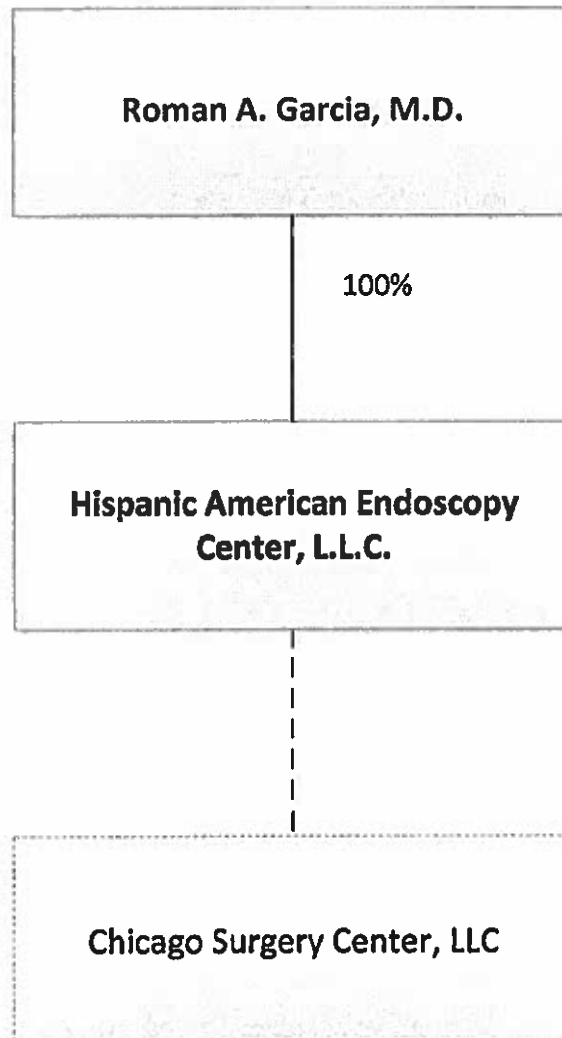 Roman A. Garcia, M.D.
100%
Hispanic American Endoscopy
Center, L.L.C.
Chicago Surgery Center, LLC